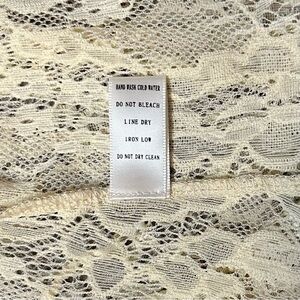 HAND WASH COLD WATER
DO NOT BLEACH
LINE DRY
IRON LOW
DO NOT DRY CLEAN